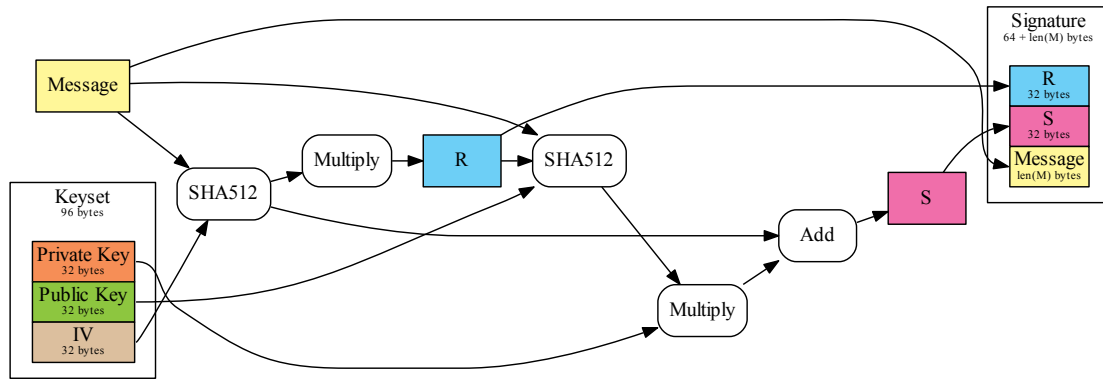 Signature
64 + len(M) bytes
R
32 bytes
S
32 bytes
Message
len(M) bytes
Message
Multiply
R
SHA512
SHA512
Keyset
96 bytes
Private Key
32 bytes
Public Key
32 bytes
IV
32 bytes
S
Add
Multiply